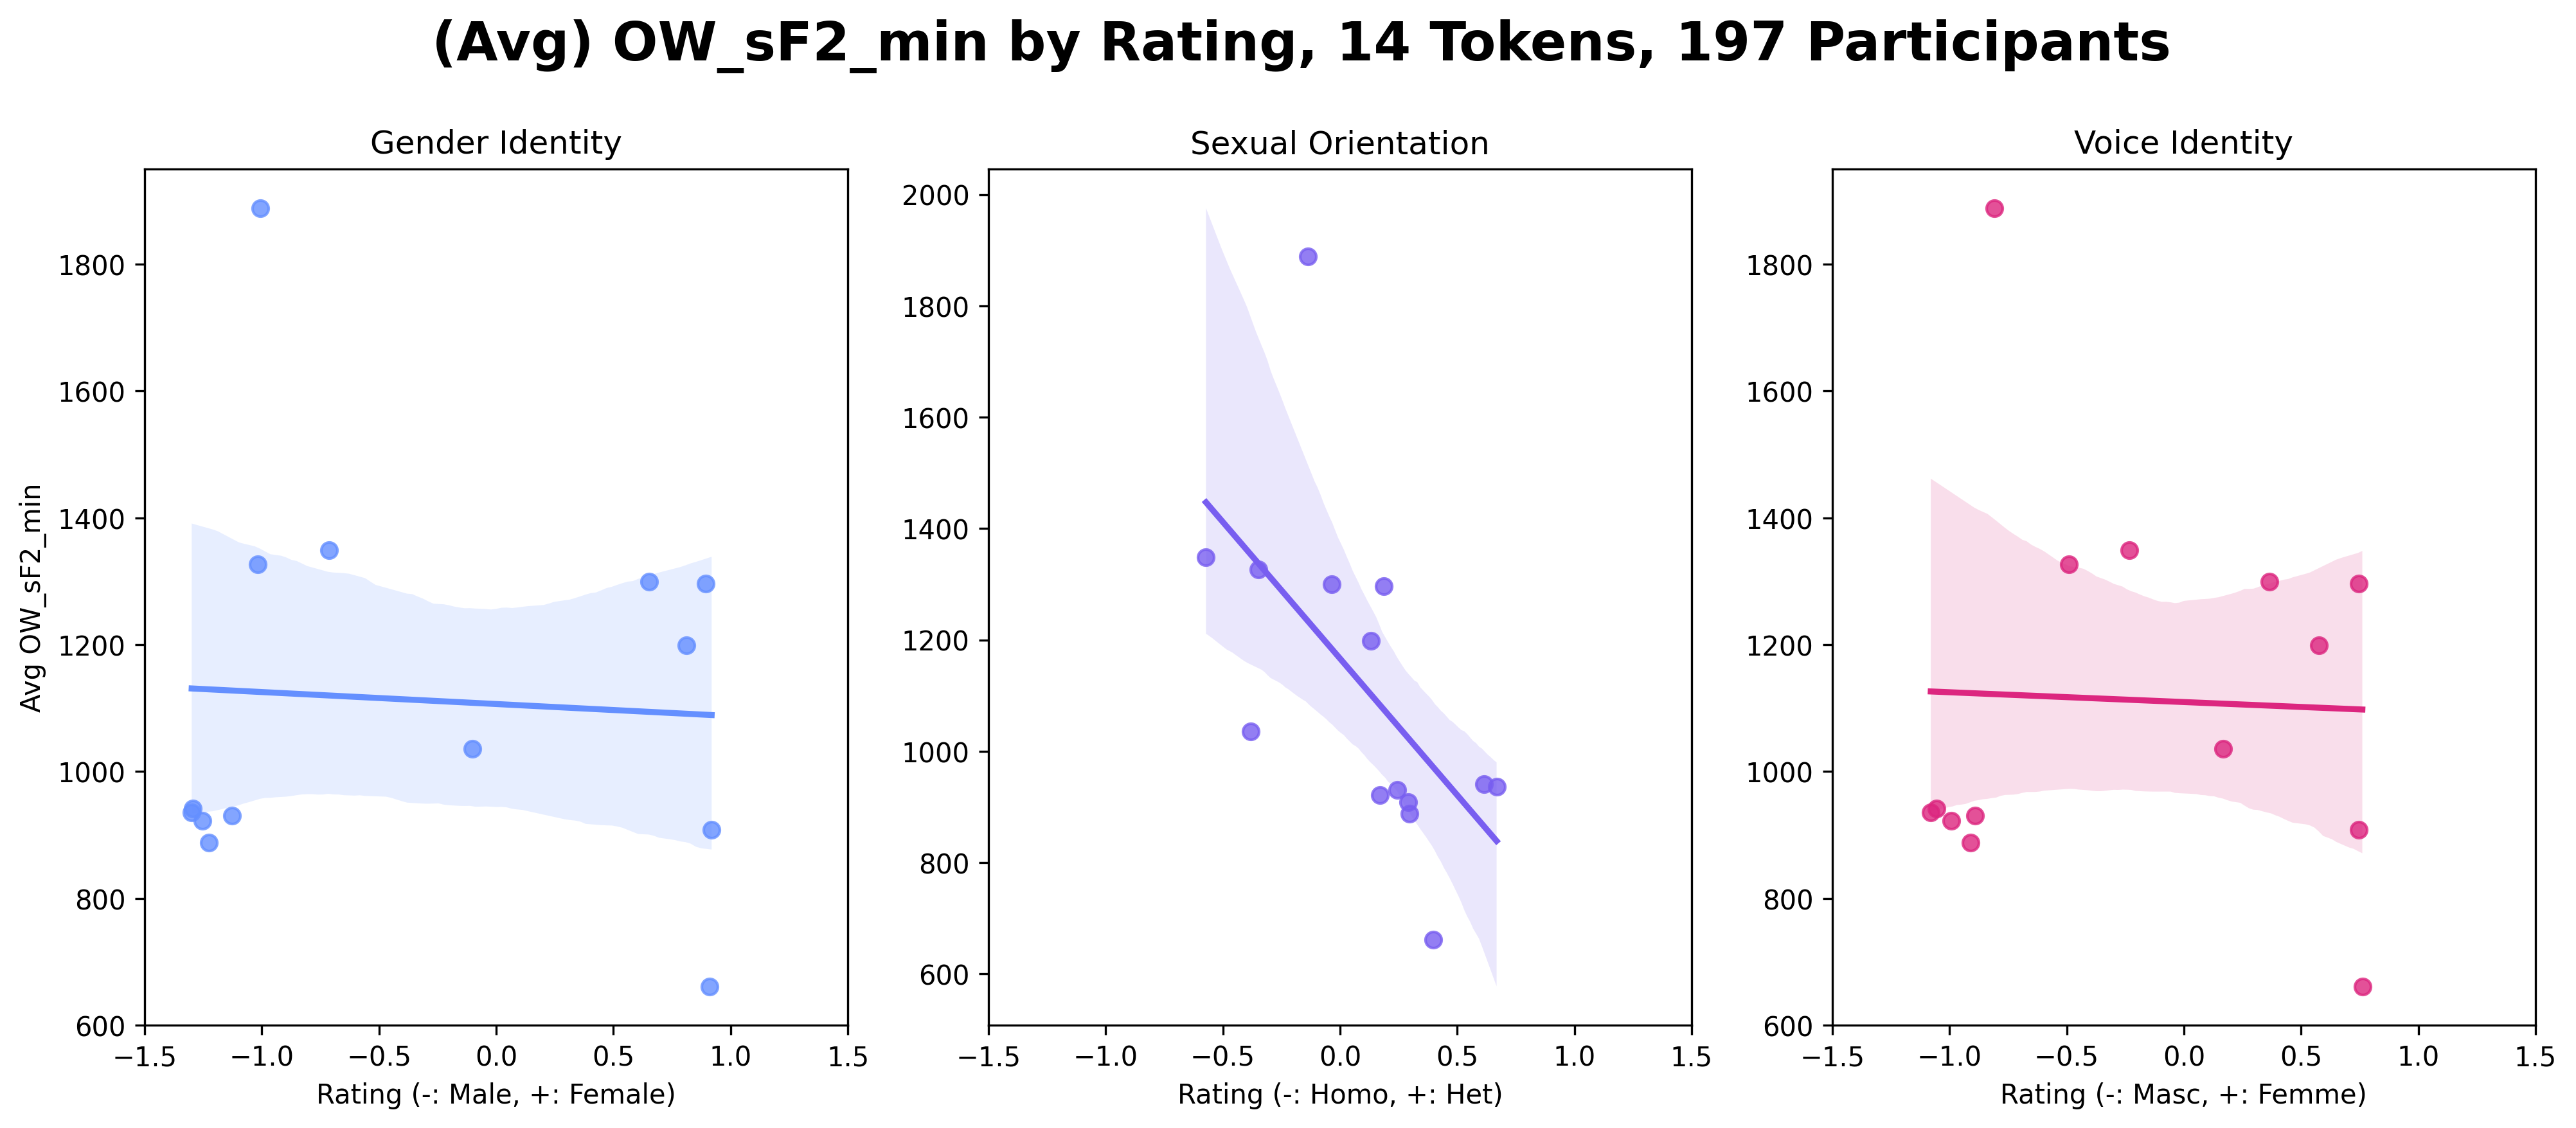 (Avg) OW_sF2_min by Rating, 14 Tokens, 197 Participants
Gender Identity
Avg OW_sF2_min
1800
1600
1400
1200
1000
800
600
−1.5 −1.0 −0.5 0.0 0.5 1.0 1.5
Rating (-: Male, +: Female)
Sexual Orientation
2000
1800
1600
1400
1200
1000
800
600
−1.5 −1.0 −0.5 0.0 0.5 1.0 1.5
Rating (-: Homo, +: Het)
Voice Identity
1800
1600
1400
1200
1000
800
600
−1.5 −1.0 −0.5 0.0 0.5 1.0 1.5
Rating (-: Masc, +: Femme)